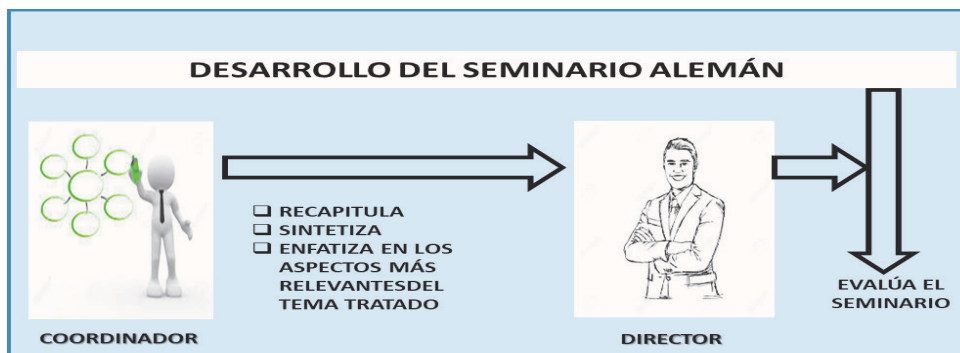 DESARROLLO DEL SEMINARIO ALEMÁN
RECAPITULA
SINTETIZA
ENFATIZA EN LOS
ASPECTOS MÁS
RELEVANTESDEL
TEMA TRATADO
EVALÚA EL
SEMINARIO
COORDINADOR
DIRECTOR